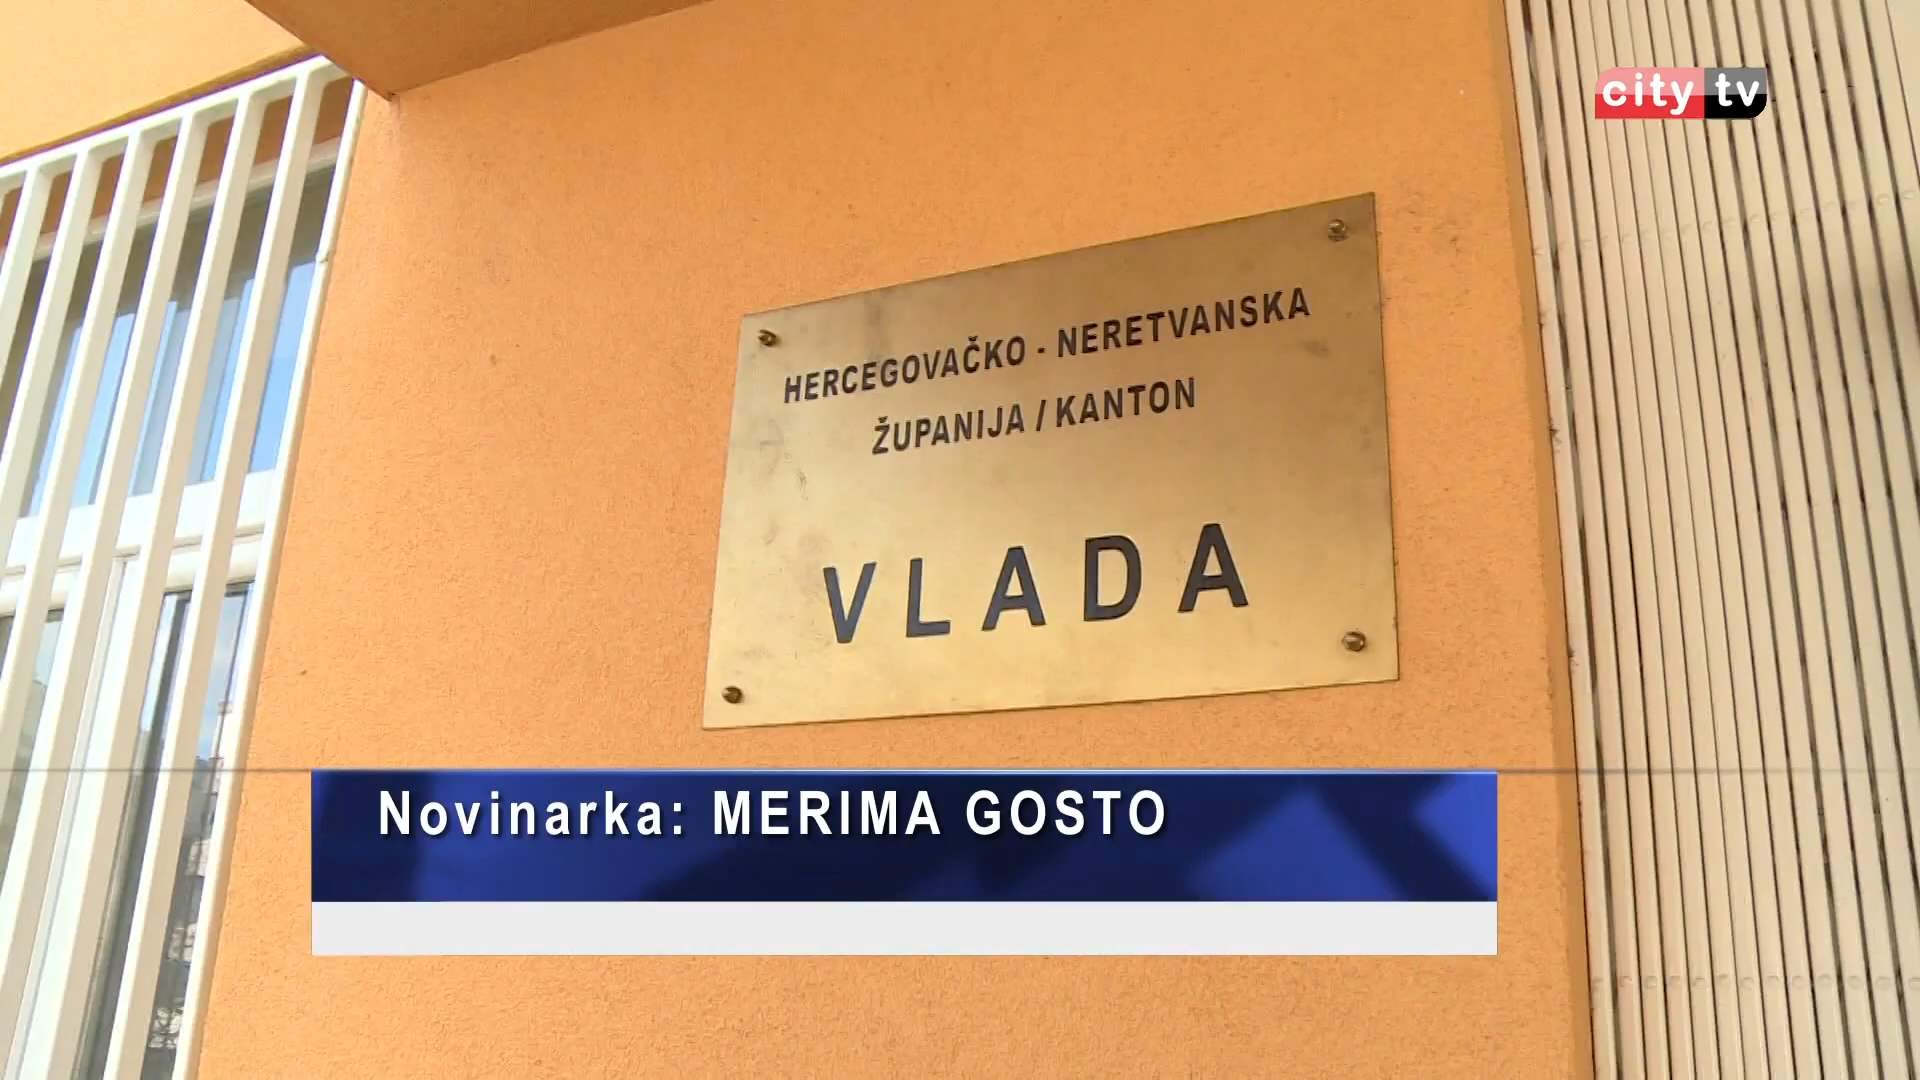 city tv
HERCEGOVAČKO - NERETVANSKA
ŽUPANIJA / KANTON
VLADA
Novinarka: MERIMA GOSTO